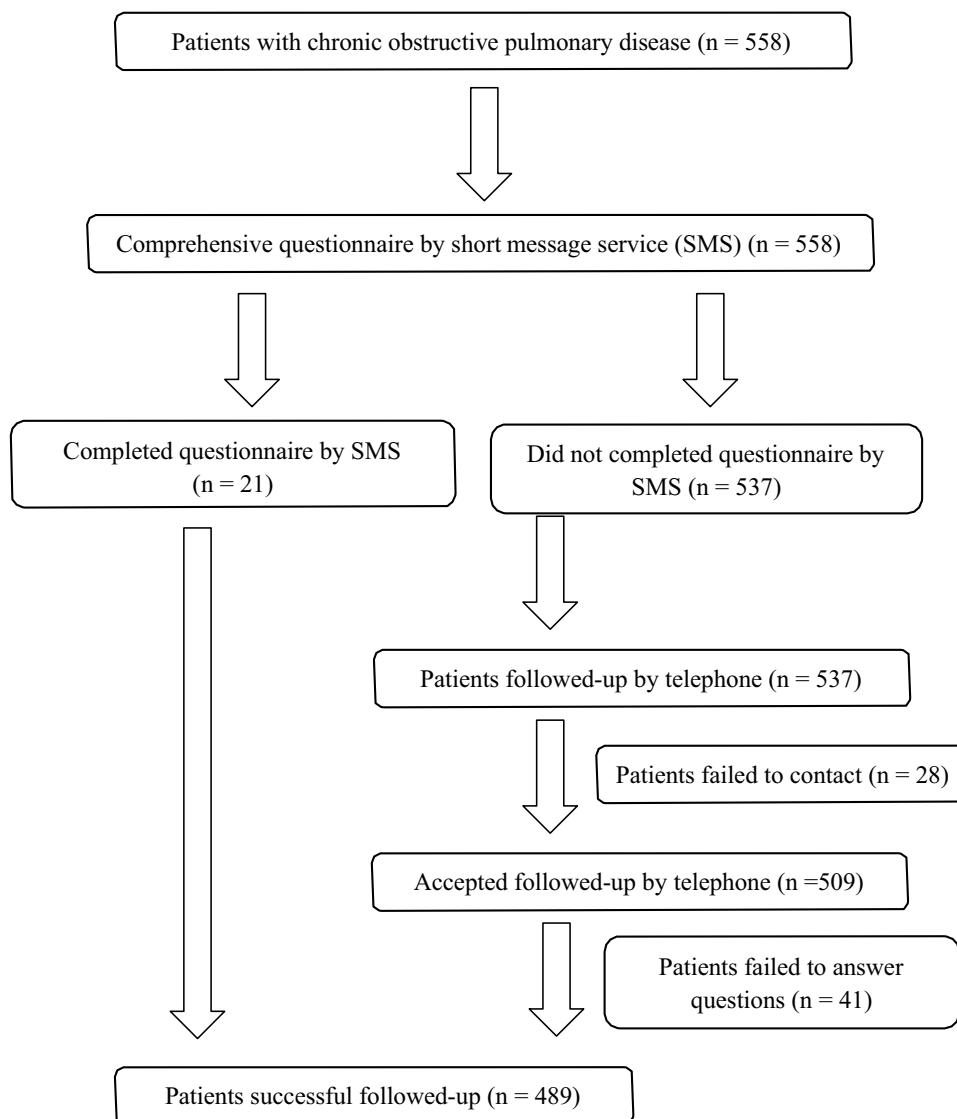 Patients with chronic obstructive pulmonary disease (n = 558)
Comprehensive questionnaire by short message service (SMS) (n = 558)
Completed questionnaire by SMS
(n = 21)
Did not completed questionnaire by
SMS (n = 537)
Patients followed-up by telephone (n = 537)
Patients failed to contact (n = 28)
Accepted followed-up by telephone (n =509)
Patients failed to answer
questions (n = 41)
Patients successful followed-up (n = 489)